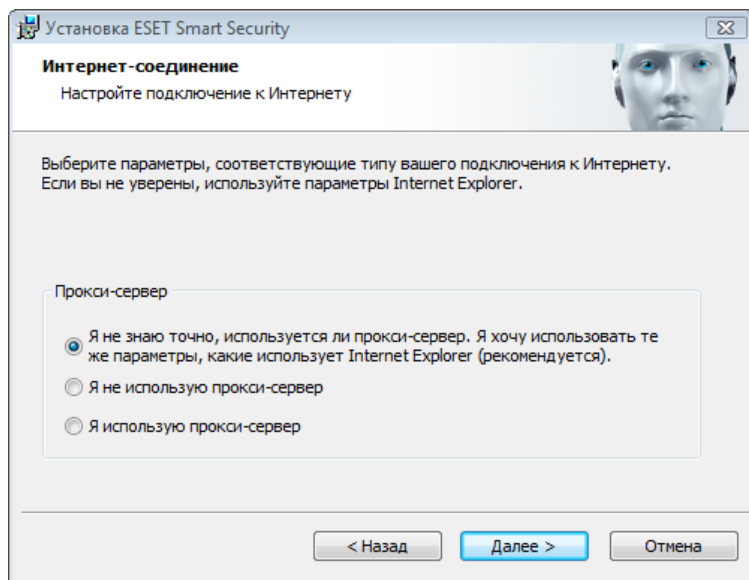 Установка ESET Smart Security
Интернет-соединение
Настройте подключение к Интернету
Выберите параметры, соответствующие типу вашего подключения к Интернету.
Если вы не уверены, используйте параметры Internet Explorer.
Прокси-сервер
Я не знаю точно, используется ли прокси-сервер. Я хочу использовать те
же параметры, какие использует Internet Explorer (рекомендуется).
Я не использую прокси-сервер
Я использую прокси-сервер
< Назад
Далее >
Отмена